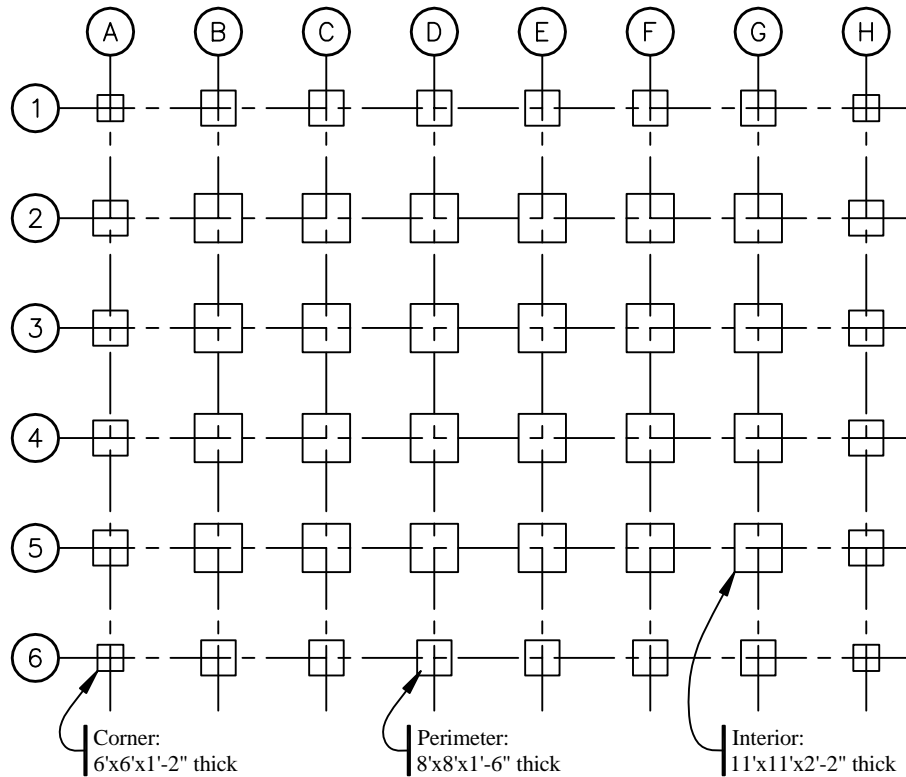 A B C D E F G H
1
2
3
4
5
6
Corner:
6'x6'x1'-2" thick
Perimeter:
8'x8'x1'-6" thick
Interior:
11'x11'x2'-2" thick